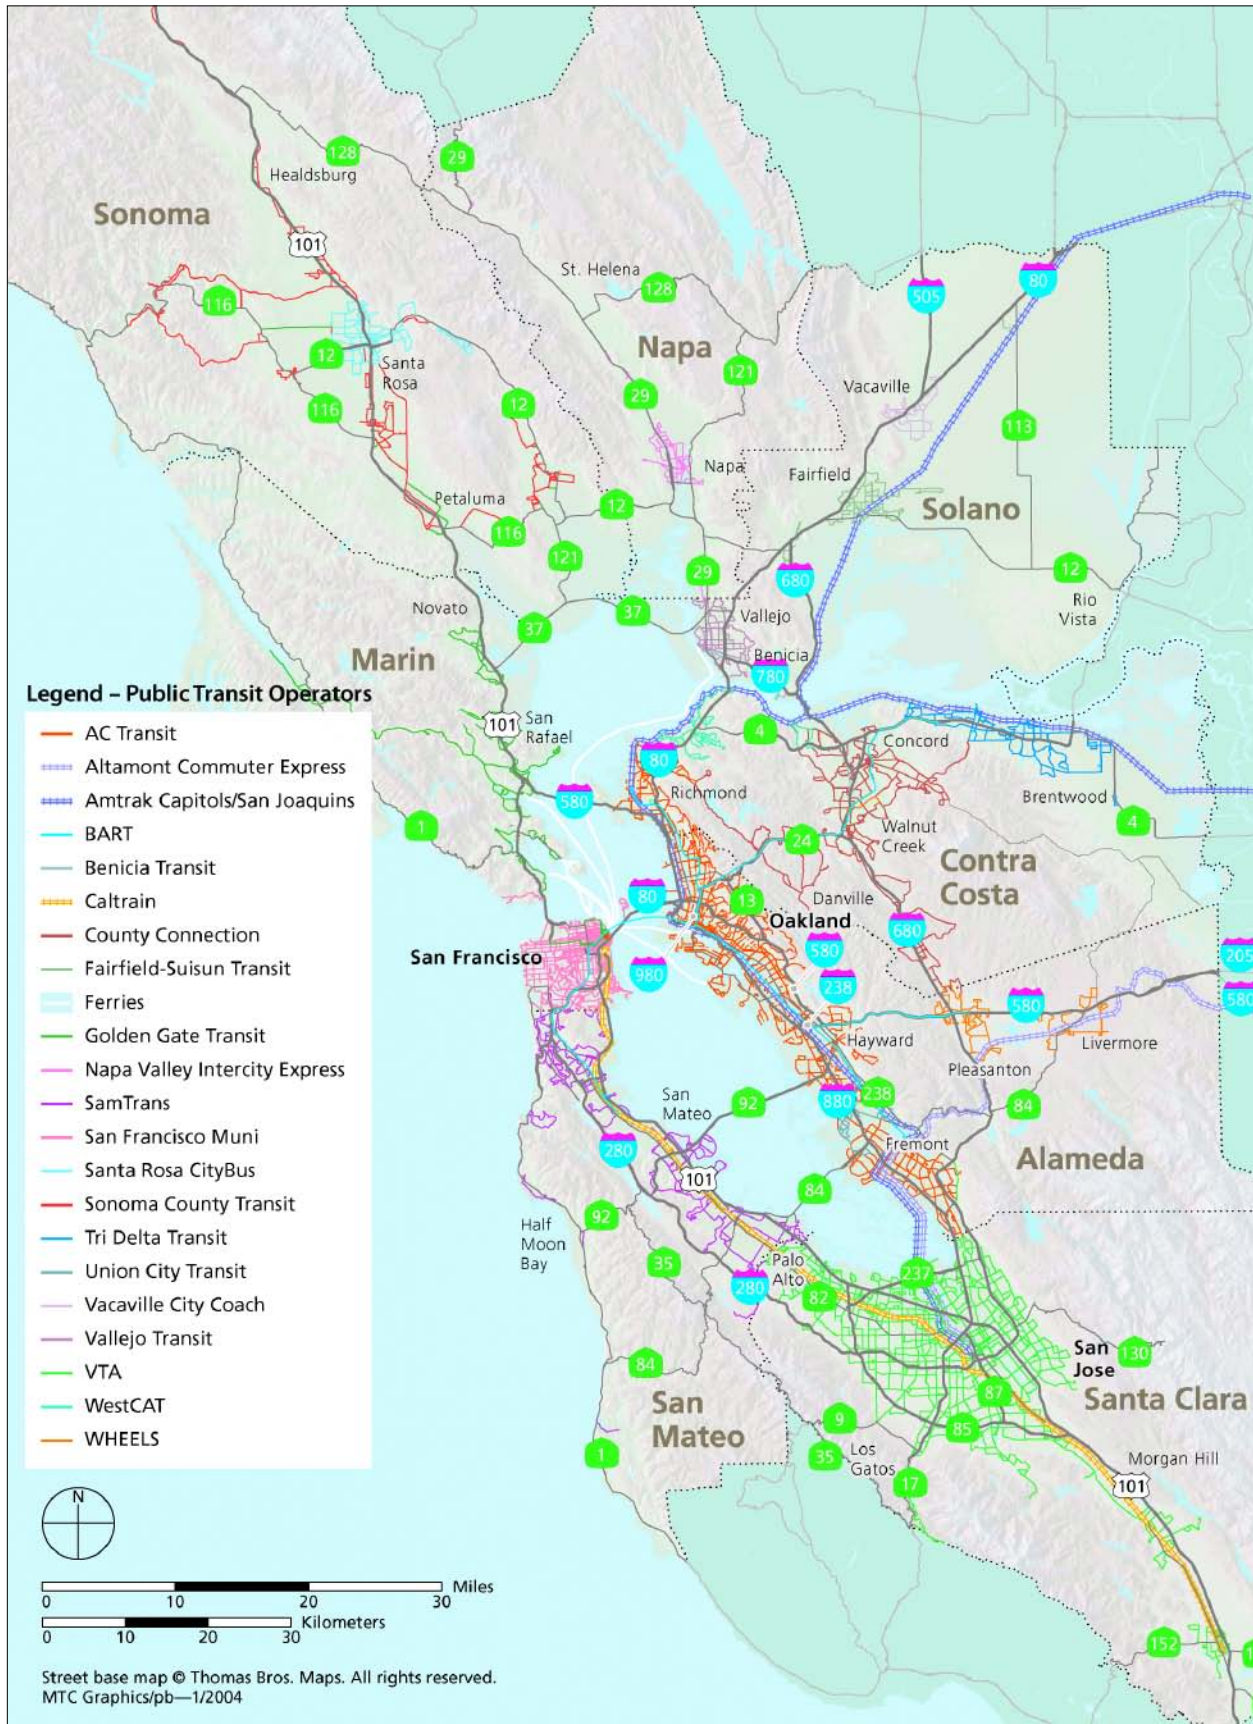 128
29
Healdsburg
Sonoma
101
St. Helena
128
505
80
116
Napa
12
Santa
Rosa
121
Vacaville
116
12
29
113
Napa
Fairfield
Solano
Petaluma
12
116
121
29
680
12
Novato
37
37
Vallejo
Rio
Vista
Marin
Benicia
780
Legend – Public Transit Operators
AC Transit
Altamont Commuter Express
Amtrak Capitols/San Joaquins
BART
Benicia Transit
Caltrain
County Connection
Fairfield-Suisun Transit
Ferries
Golden Gate Transit
Napa Valley Intercity Express
SamTrans
San Francisco Muni
Santa Rosa CityBus
Sonoma County Transit
Tri Delta Transit
Union City Transit
Vacaville City Coach
Vallejo Transit
VTA
WestCAT
WHEELS
101
San
Rafael
4
Concord
80
Richmond
580
Brentwood
4
1
24
Walnut
Creek
Contra
Costa
80
13
Danville
Oakland
680
San Francisco
580
205
980
238
580
580
Hayward
Livermore
Pleasanton
San
Mateo
92
880
238
84
280
Fremont
Alameda
101
84
Half
Moon
Bay
92
35
Palo
Alto
237
280
82
San
Jose
130
84
87
Santa Clara
San
Mateo
9
85
1
35
Los
Gatos
17
Morgan Hill
101
N
Miles
0 10 20 30
Kilometers
0 10 20 30
152
Street base map © Thomas Bros. Maps. All rights reserved.
MTC Graphics/pb—1/2004